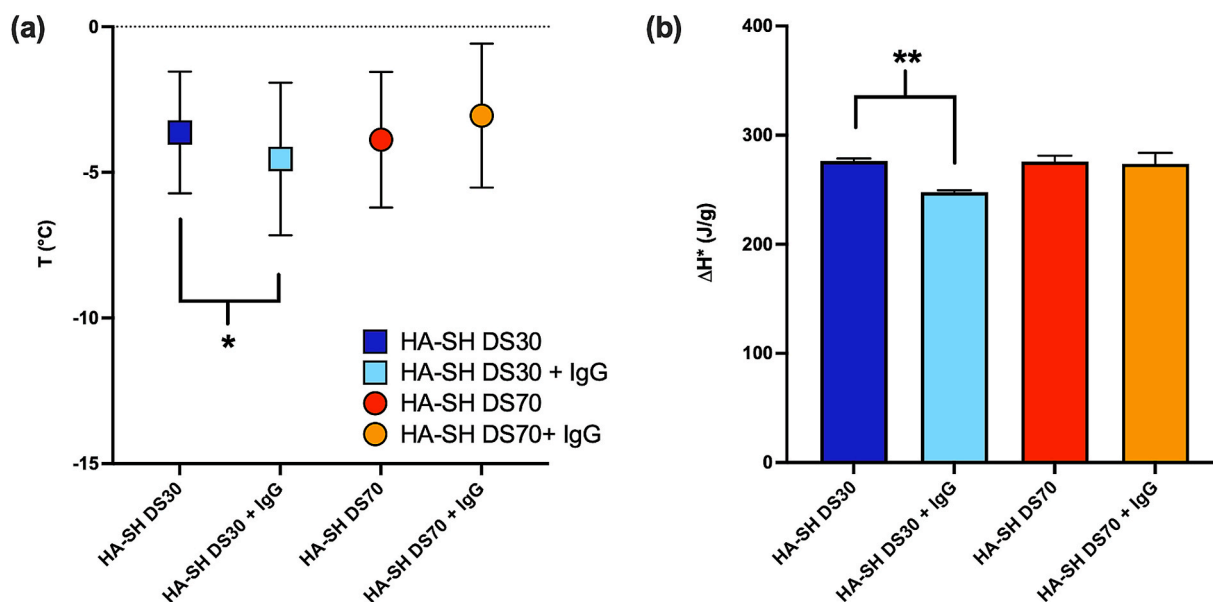 (a)
T (°C)
0
-5
-10
-15
*
HA-SH DS30
HA-SH DS30 + IgG
HA-SH DS70
HA-SH DS70+ IgG
HA-SH DS30
HA-SH DS30 + IgG
HA-SH DS70
HA-SH DS70 + IgG
(b)
ΔH* (J/g)
400
300
200
100
0
**
HA-SH DS30
HA-SH DS30 + IgG
HA-SH DS70
HA-SH DS70 + IgG